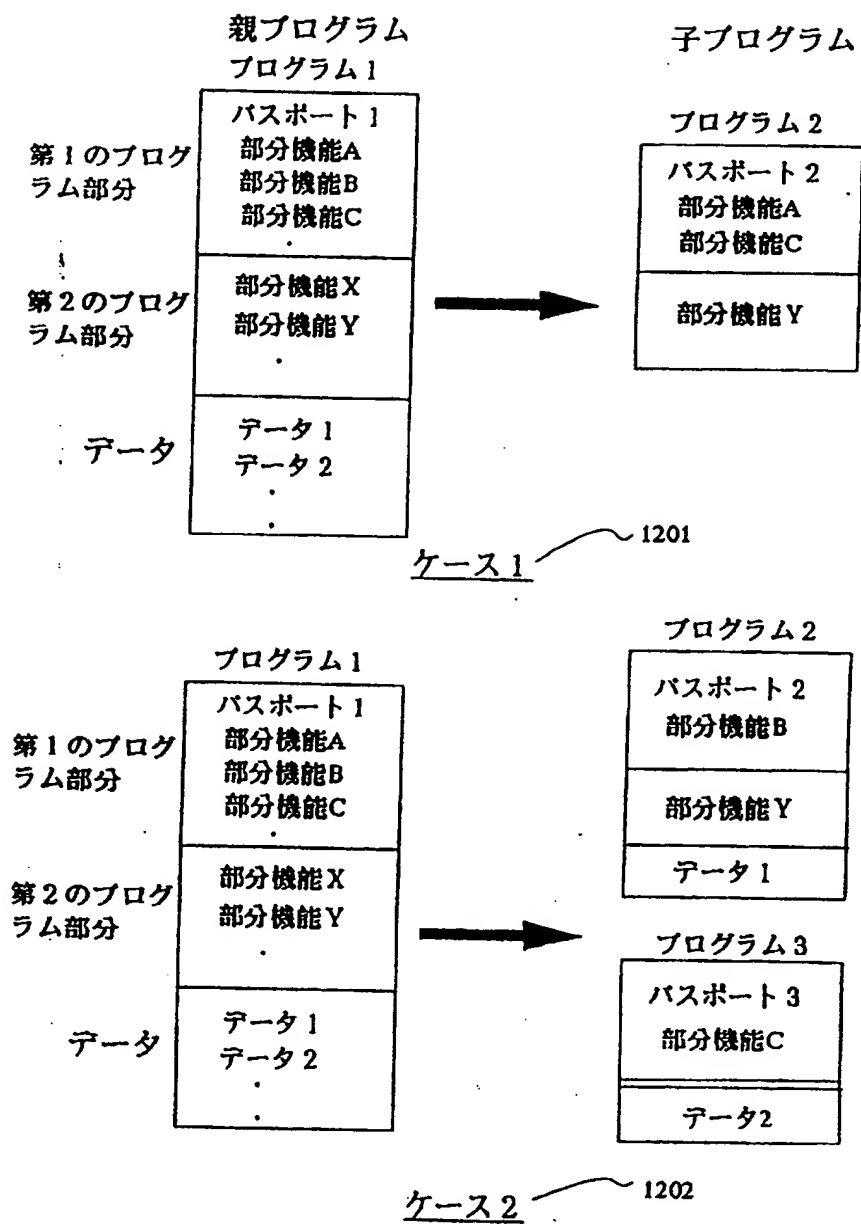 親プログラム
プログラム1
第1のプログ
ラム部分
パスポート1
部分機能A
部分機能B
部分機能C
第2のプログ
ラム部分
部分機能X
部分機能Y
データ
データ1
データ2
子プログラム
プログラム2
パスポート2
部分機能A
部分機能C
部分機能Y
ケース1
1201
プログラム1
第1のプログ
ラム部分
パスポート1
部分機能A
部分機能B
部分機能C
第2のプログ
ラム部分
部分機能X
部分機能Y
データ
データ1
データ2
プログラム2
パスポート2
部分機能B
部分機能Y
データ1
プログラム3
パスポート3
部分機能C
データ2
ケース2
1202